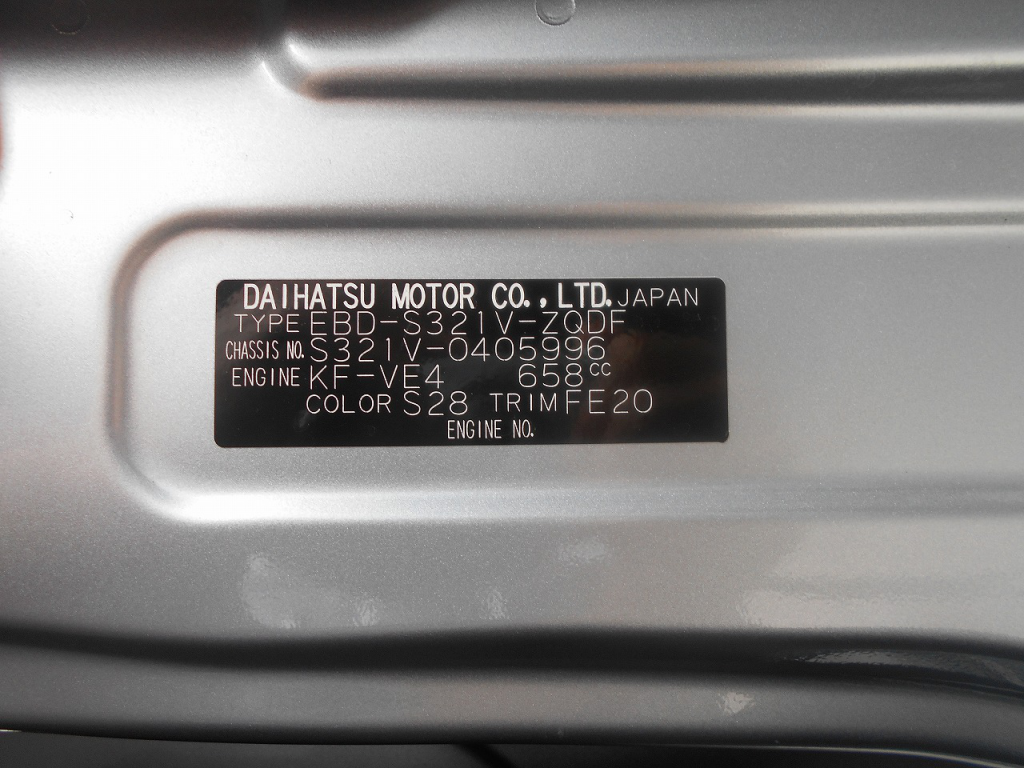 DAIHATSU MOTOR CO., LTD. JAPAN
TYPE EBD-S321V-ZQDF
CHASSIS NO. S321V-0405996
ENGINE KF-VE4 658cc
COLOR S28 TRIM FE20
ENGINE NO.